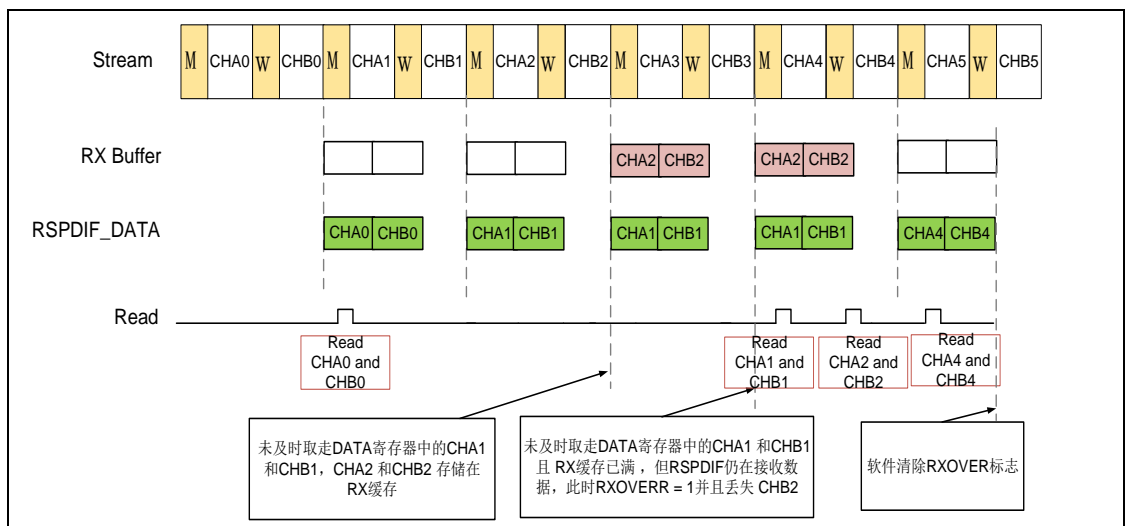 Stream M CHA0 W CHB0 M CHA1 W CHB1 M CHA2 W CHB2 M CHA3 W CHB3 M CHA4 W CHB4 M CHA5 W CHB5
RX Buffer CHA2 CHB2 CHA2 CHB2
RSPDIF_DATA CHA0 CHB0 CHA1 CHB1 CHA1 CHB1 CHA1 CHB1 CHA4 CHB4
Read
Read
CHA0 and
CHB0
Read
CHA1 and
CHB1
Read
CHA2 and
CHB2
Read
CHA4 and
CHB4
未及时取走DATA寄存器中的CHA1
和CHB1，CHA2 和CHB2 存储在
RX缓存
未及时取走DATA寄存器中的CHA1 和CHB1
且 RX缓存已满 ，但RSPDIF仍在接收数
据，此时RXOVERR = 1并且丢失 CHB2
软件清除RXOVER标志